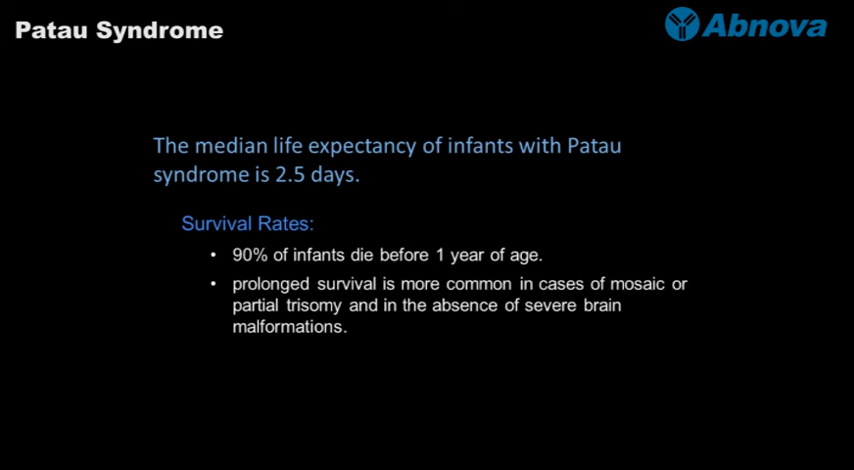 Patau Syndrome
Abnova
The median life expectancy of infants with Patau
syndrome is 2.5 days.
Survival Rates:
• 90% of infants die before 1 year of age.
• prolonged survival is more common in cases of mosaic or
partial trisomy and in the absence of severe brain
malformations.